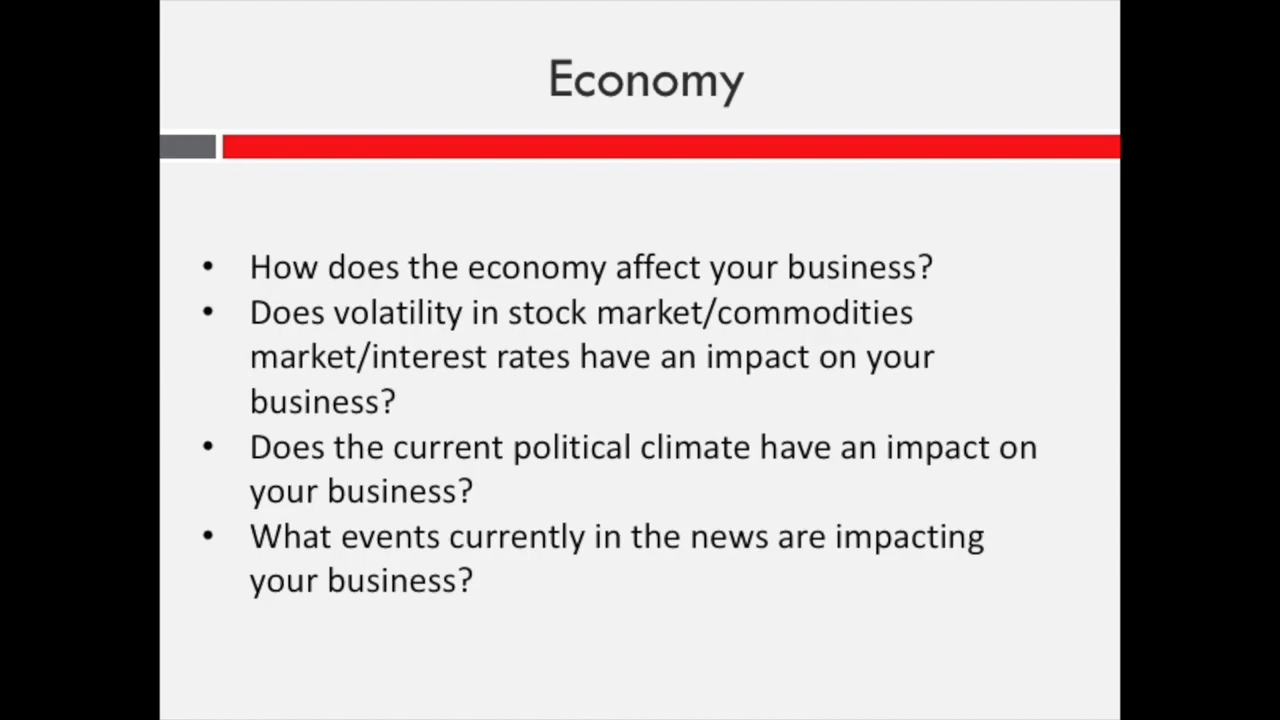 Economy
• How does the economy affect your business?
• Does volatility in stock market/commodities
market/interest rates have an impact on your
business?
• Does the current political climate have an impact on
your business?
• What events currently in the news are impacting
your business?